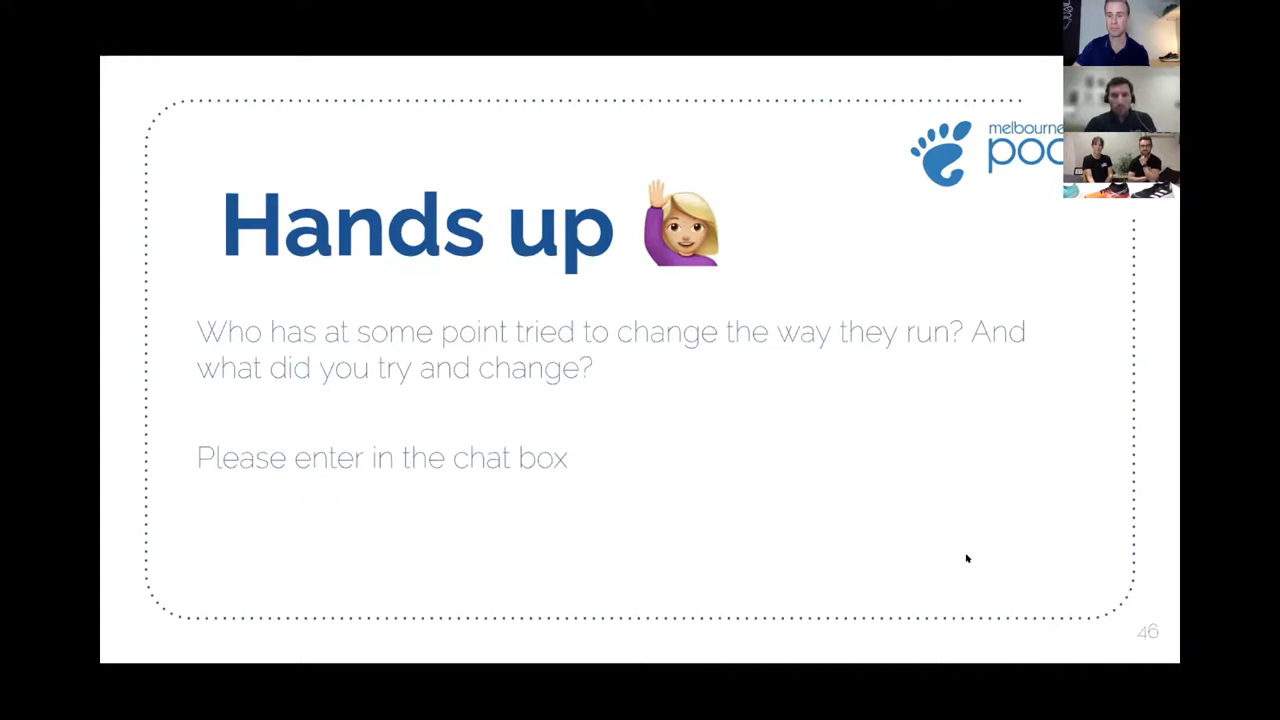 melbourne
Hands up
Who has at some point tried to change the way they run? And
what did you try and change?
Please enter in the chat box
46